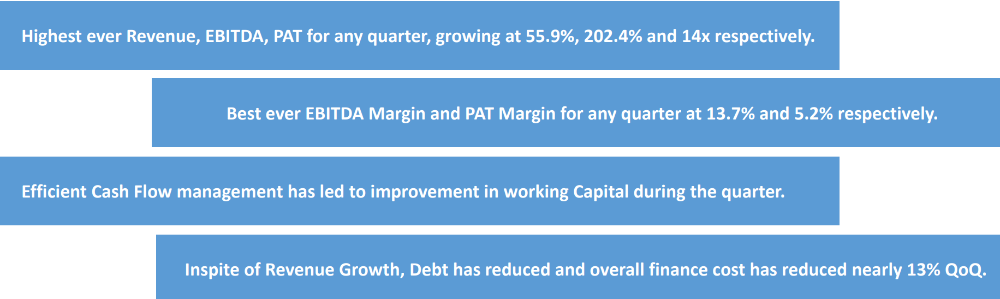 Highest ever Revenue, EBITDA, PAT for any quarter, growing at 55.9%, 202.4% and 14x respectively.
Best ever EBITDA Margin and PAT Margin for any quarter at 13.7% and 5.2% respectively.
Efficient Cash Flow management has led to improvement in working Capital during the quarter.
Inspite of Revenue Growth, Debt has reduced and overall finance cost has reduced nearly 13% QoQ.